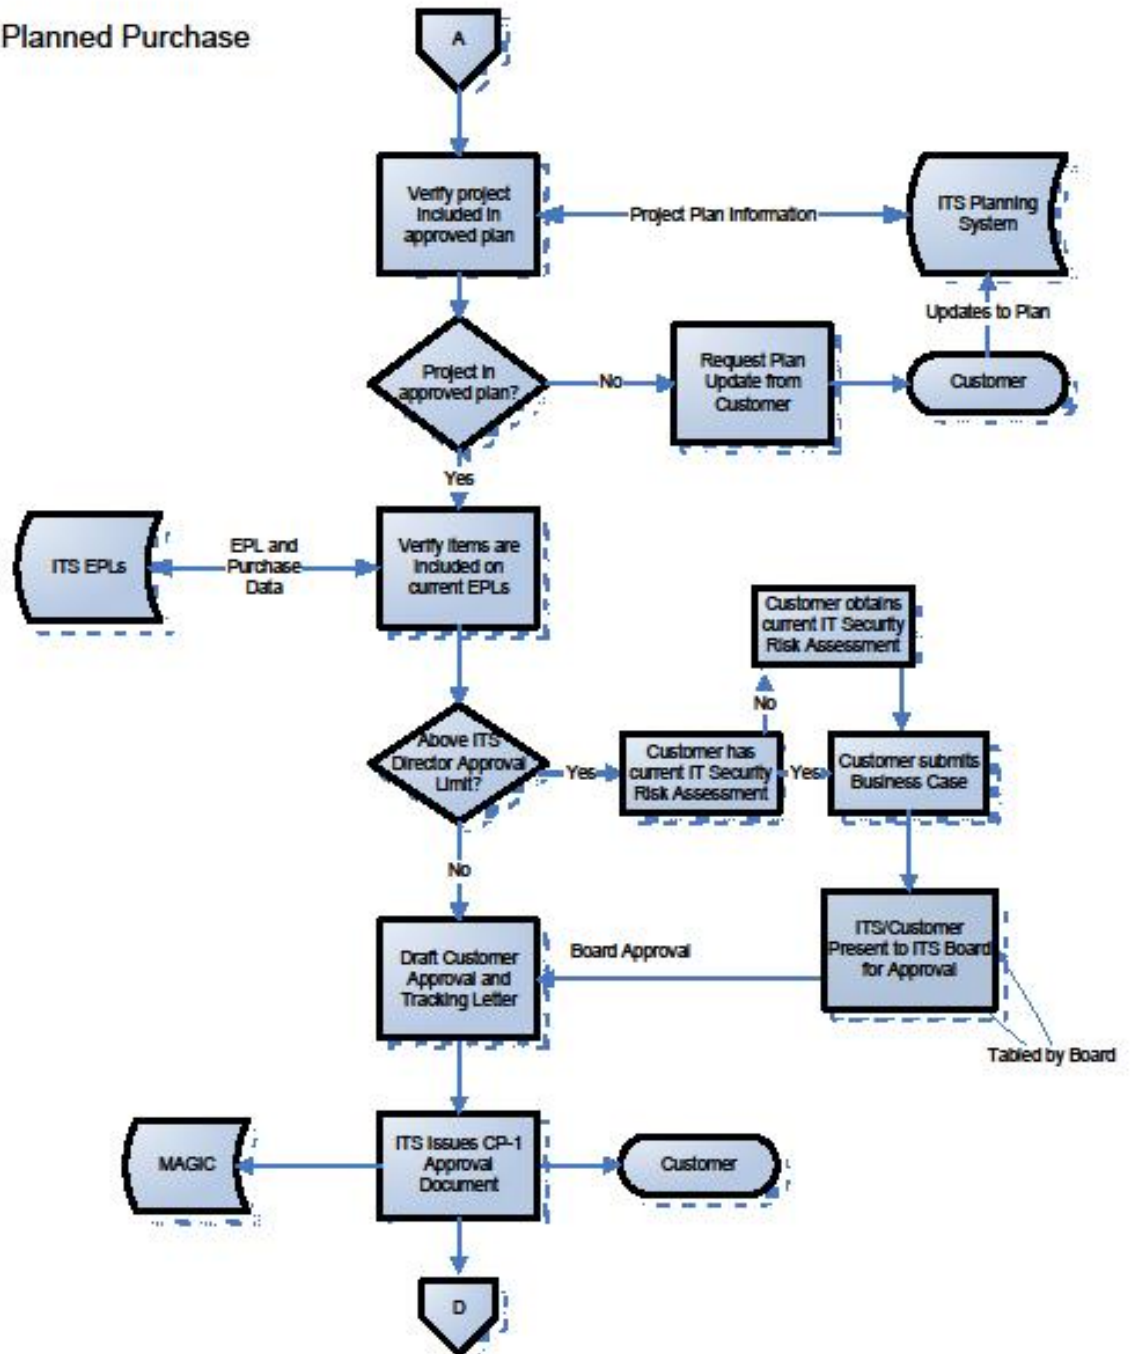 Planned Purchase
A
Verify project
included in
approved plan
Project Plan Information
ITS Planning
System
Updates to Plan
Project in
approved plan?
No
Request Plan
Update from
Customer
Customer
Yes
ITS EPLs
EPL and
Purchase
Data
Verify items are
included on
current EPLs
Customer obtains
current IT Security
Risk Assessment
No
Above ITS
Director Approval
Limit?
Yes
Customer has
current IT Security
Risk Assessment
Yes
Customer submits
Business Case
No
Draft Customer
Approval and
Tracking Letter
Board Approval
ITS/Customer
Present to ITS Board
for Approval
Tabled by Board
MAGIC
ITS Issues CP-1
Approval
Document
Customer
D